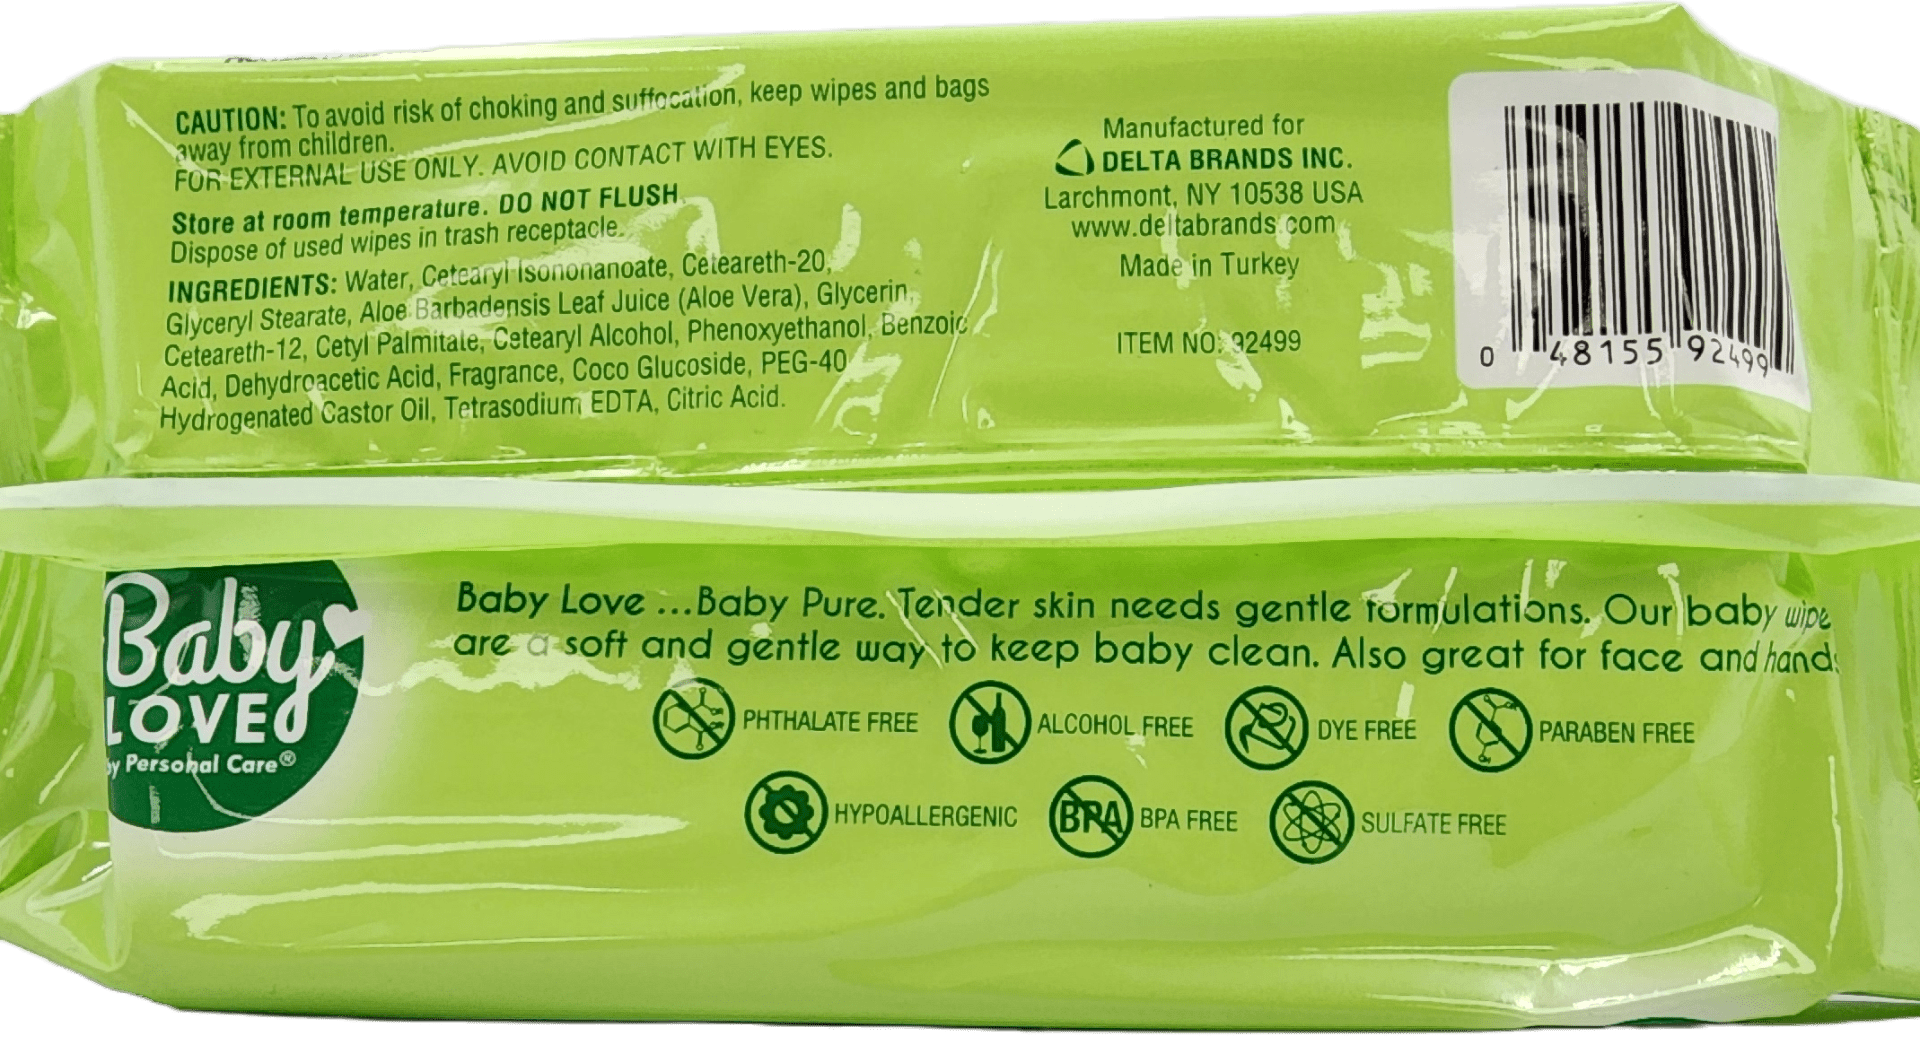 CAUTION: To avoid risk of choking and suffocation, keep wipes and bags
away from children.
FOR EXTERNAL USE ONLY. AVOID CONTACT WITH EYES.
Store at room temperature. DO NOT FLUSH
Dispose of used wipes in trash receptacle.
INGREDIENTS: Water, Cetearyl Isononanoate, Ceteareth-20,
Glyceryl Stearate, Aloe Barbadensis Leaf Juice (Aloe Vera), Glycerin,
Ceteareth-12, Cetyl Palmitate, Cetearyl Alcohol, Phenoxyethanol, Benzoic
Acid, Dehydroacetic Acid, Fragrance, Coco Glucoside, PEG-40
Hydrogenated Castor Oil, Tetrasodium EDTA, Citric Acid.
Manufactured for
DELTA BRANDS INC.
Larchmont, NY 10538 USA
www.deltabrands.com
Made in Turkey
ITEM NO: 92499
0 48155 92499
Baby
LOVE
by Personal Care®
Baby Love ...Baby Pure. Tender skin needs gentle formulations. Our baby wipe
are a soft and gentle way to keep baby clean. Also great for face and hand
PHTHALATE FREE ALCOHOL FREE DYE FREE PARABEN FREE
HYPOALLERGENIC BPA BPA FREE SULFATE FREE